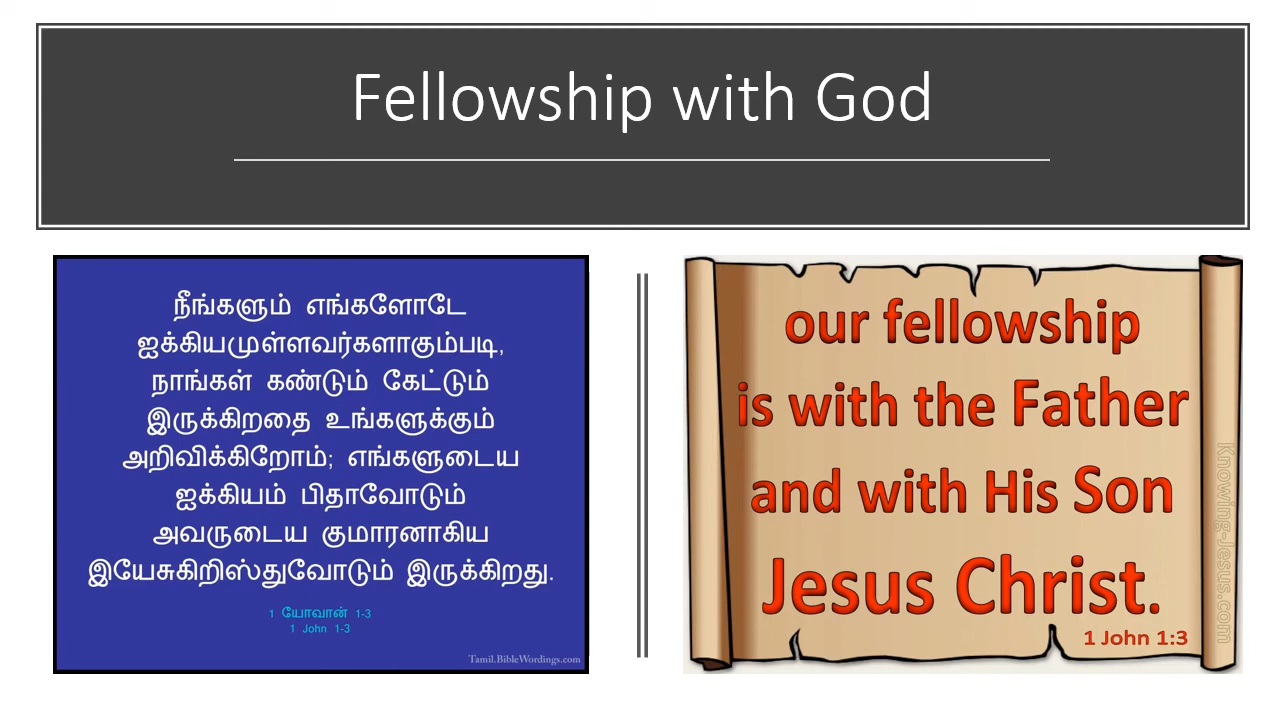 Fellowship with God
நீங்களும் எங்களோடே
ஐக்கியமுள்ளவர்களாகும்படி,
நாங்கள் கண்டும் கேட்டும்
இருக்கிறதை உங்களுக்கும்
அறிவிக்கிறோம்; எங்களுடைய
ஐக்கியம் பிதாவோடும்
அவருடைய குமாரனாகிய
இயேசுகிறிஸ்துவோடும் இருக்கிறது.
1 யோவான் 1-3
1 John 1-3
Tamil.BibleWordings.com
our fellowship
is with the Father
and with His Son
Jesus Christ.
1 John 1:3
Knowing-Jesus.com